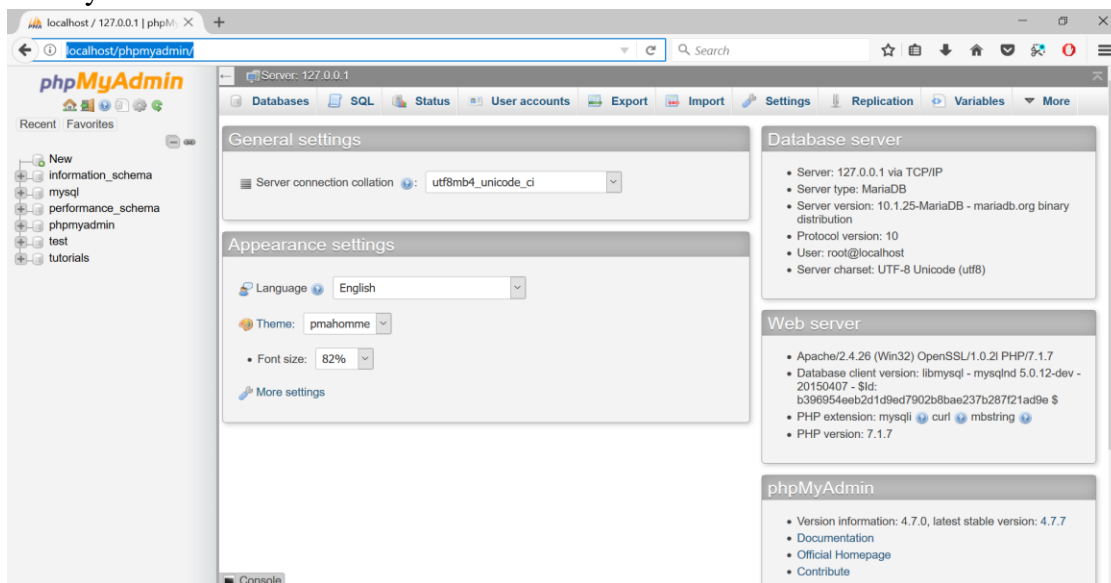 localhost / 127.0.0.1 | phpM
localhost/phpmyadmin/
Search
phpMyAdmin
Recent Favorites
New
information_schema
mysql
performance_schema
phpmyadmin
test
tutorials
Server: 127.0.0.1
Databases SQL Status User accounts Export Import Settings Replication Variables More
General settings
Server connection collation : utf8mb4_unicode_ci
Appearance settings
Language English
Theme: pmahomme
• Font size: 82%
More settings
Console
Database server
• Server: 127.0.0.1 via TCP/IP
• Server type: MariaDB
• Server version: 10.1.25-MariaDB - mariadb.org binary
distribution
• Protocol version: 10
• User: root@localhost
• Server charset: UTF-8 Unicode (utf8)
Web server
• Apache/2.4.26 (Win32) OpenSSL/1.0.2l PHP/7.1.7
• Database client version: libmysql - mysqlnd 5.0.12-dev -
20150407 - $Id:
b396954eeb2d1d9ed7902b8bae237b287f21ad9e $
• PHP extension: mysqli curl mbstring
• PHP version: 7.1.7
phpMyAdmin
• Version information: 4.7.0, latest stable version: 4.7.7
• Documentation
• Official Homepage
• Contribute